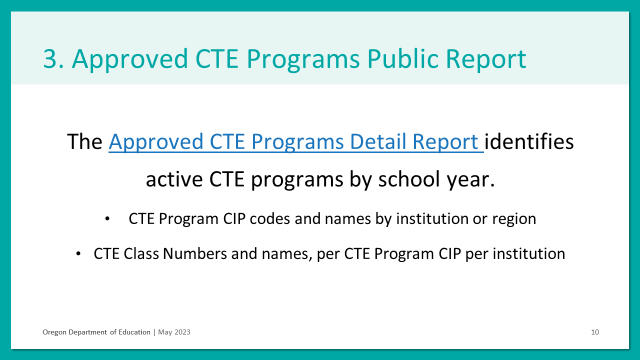 3. Approved CTE Programs Public Report
The Approved CTE Programs Detail Report identifies
active CTE programs by school year.
• CTE Program CIP codes and names by institution or region
• CTE Class Numbers and names, per CTE Program CIP per institution
Oregon Department of Education | May 2023
10